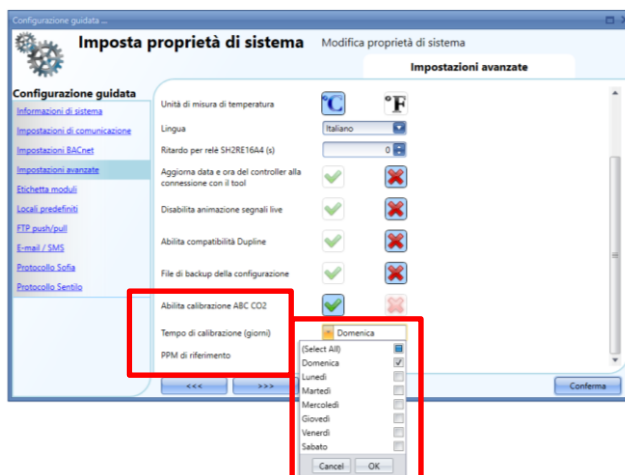 Configurazione guidata ...
Imposta proprietà di sistema
Modifica proprietà di sistema
Impostazioni avanzate
Configurazione guidata
Informazioni di sistema
Impostazioni di comunicazione
Impostazioni BACnet
Impostazioni avanzate
Etichetta moduli
Locali predefiniti
FTP push/pull
E-mail / SMS
Protocollo Sofia
Protocollo Sentilo
Unità di misura di temperatura
°C
°F
Lingua
Italiano
Ritardo per relè SH2RE16A4 (s)
0
Aggiorna data e ora del controller alla
connessione con il tool
Disabilita animazione segnali live
Abilita compatibilità Dupline
File di backup della configurazione
Abilita calibrazione ABC CO2
Tempo di calibrazione (giorni)
Domenica
PPM di riferimento
(Select All)
Domenica
Lunedì
Martedì
Mercoledì
Giovedì
Venerdì
Sabato
Cancel
OK
<<<
>>>
Conferma